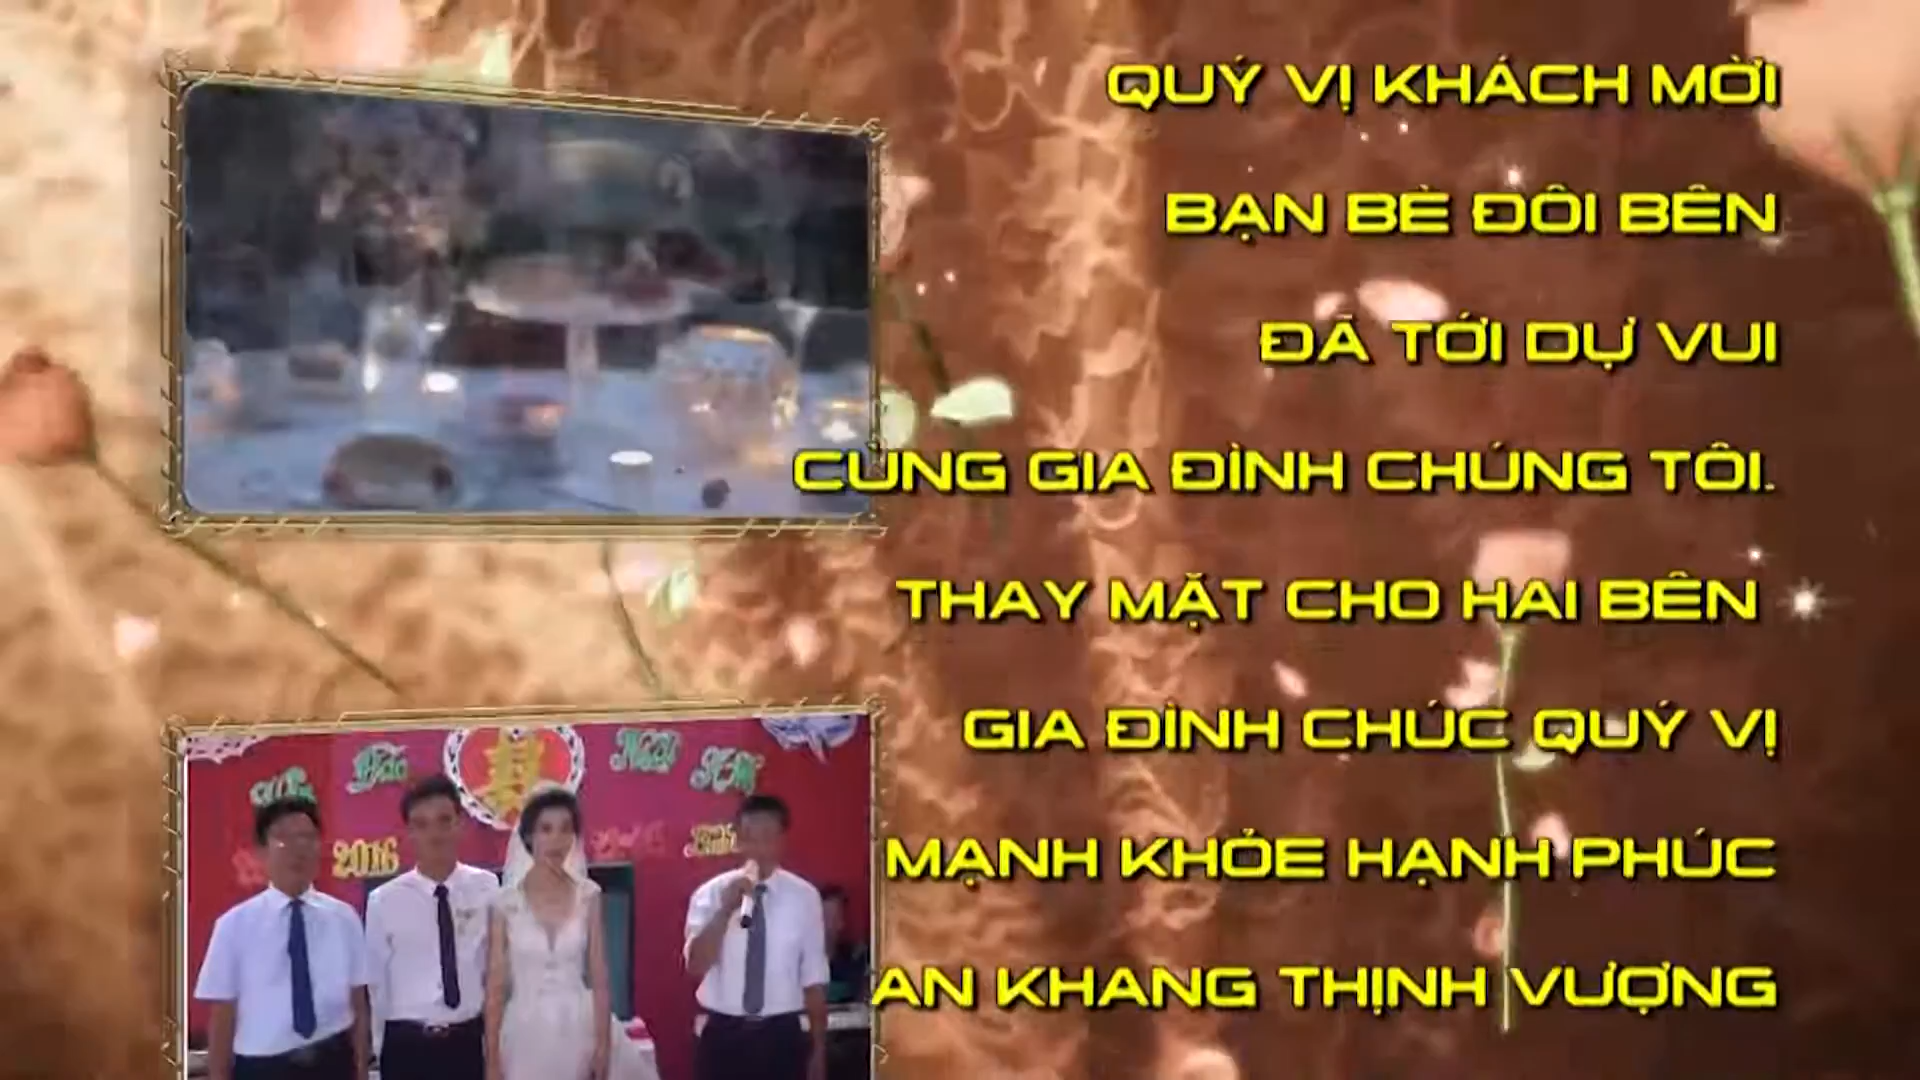 QUÝ VỊ KHÁCH MỜI
BẠN BÈ ĐÔI BÊN
ĐÃ TỚI DỰ VUI
CÙNG GIA ĐÌNH CHÚNG TÔI.
THAY MẶT CHO HAI BÊN
GIA ĐÌNH CHÚC QUÝ VỊ
MẠNH KHỎE HẠNH PHÚC
AN KHANG THỊNH VƯỢNG
2016